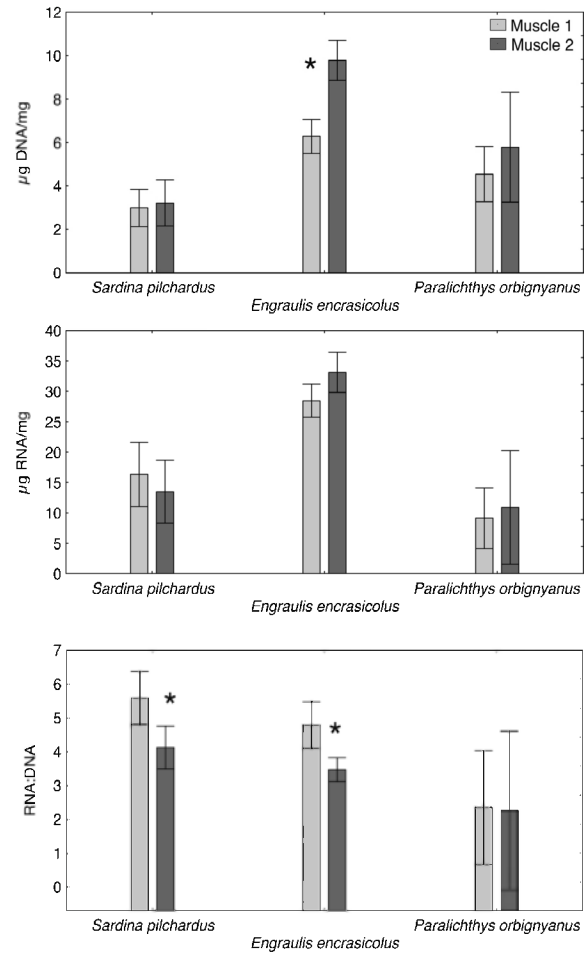 12
10
8
6
4
2
0
µg DNA/mg
Muscle 1
Muscle 2
*
Sardina pilchardus
Engraulis encrasicolus
Paralichthys orbignyanus
40
35
30
25
20
15
10
5
0
µg RNA/mg
Sardina pilchardus
Engraulis encrasicolus
Paralichthys orbignyanus
7
6
5
4
3
2
1
0
RNA:DNA
*
*
Sardina pilchardus
Engraulis encrasicolus
Paralichthys orbignyanus